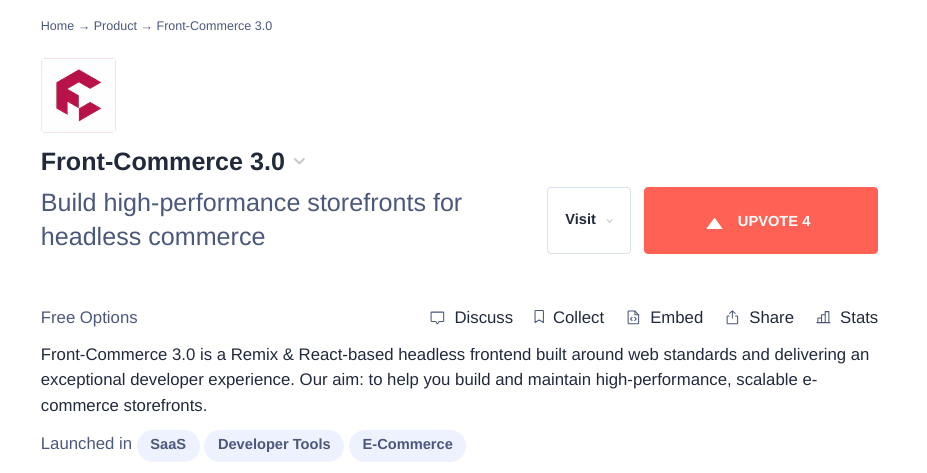 Home → Product → Front-Commerce 3.0
Front-Commerce 3.0
Build high-performance storefronts for
headless commerce
Visit
UPVOTE 4
Free Options
Discuss
Collect
Embed
Share
Stats
Front-Commerce 3.0 is a Remix & React-based headless frontend built around web standards and delivering an
exceptional developer experience. Our aim: to help you build and maintain high-performance, scalable e-
commerce storefronts.
Launched in SaaS Developer Tools E-Commerce